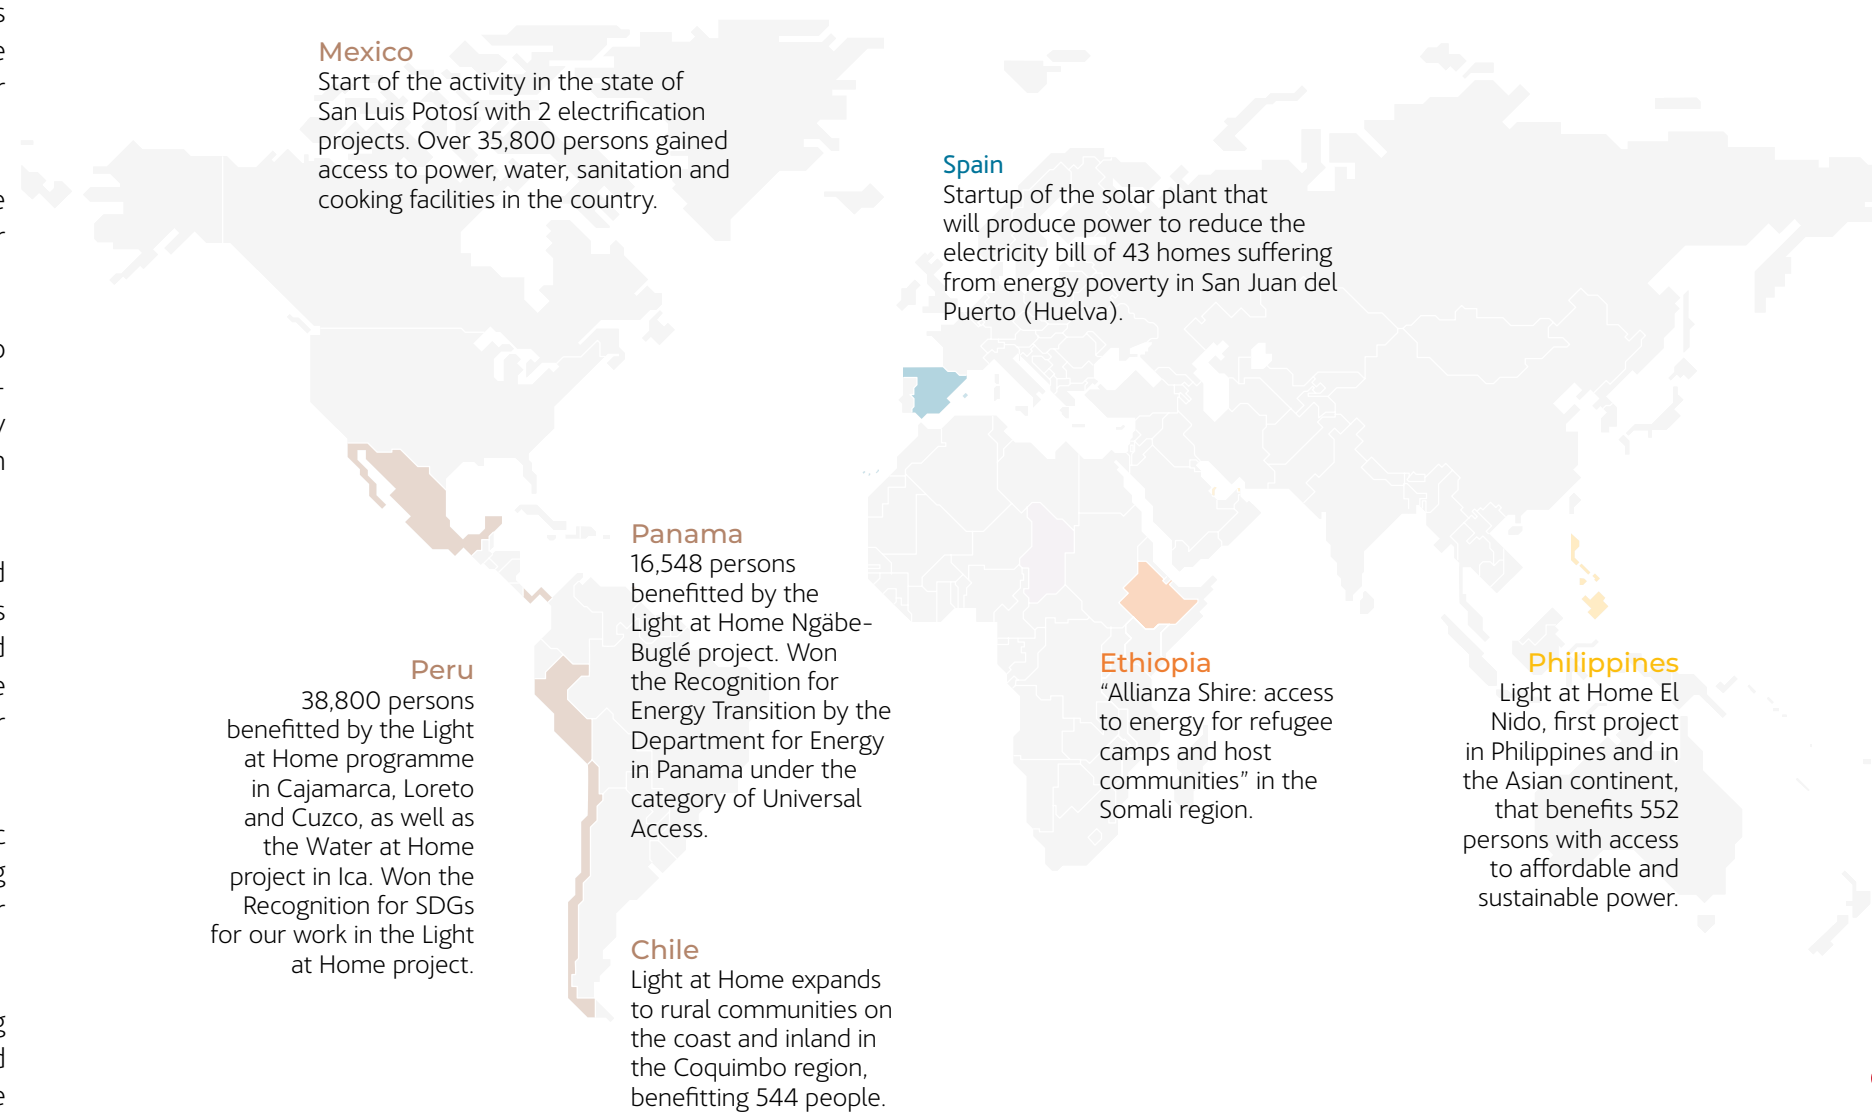 Mexico
Start of the activity in the state of
San Luis Potosí with 2 electrification
projects. Over 35,800 persons gained
access to power, water, sanitation and
cooking facilities in the country.
Spain
Startup of the solar plant that
will produce power to reduce the
electricity bill of 43 homes suffering
from energy poverty in San Juan del
Puerto (Huelva).
Panama
16,548 persons
benefitted by the
Light at Home Ngäbe-
Buglé project. Won
the Recognition for
Energy Transition by the
Department for Energy
in Panama under the
category of Universal
Access.
Peru
38,800 persons
benefitted by the Light
at Home programme
in Cajamarca, Loreto
and Cuzco, as well as
the Water at Home
project in Ica. Won the
Recognition for SDGs
for our work in the Light
at Home project.
Ethiopia
“Allianza Shire: access
to energy for refugee
camps and host
communities” in the
Somali region.
Philippines
Light at Home El
Nido, first project
in Philippines and in
the Asian continent,
that benefits 552
persons with access
to affordable and
sustainable power.
Chile
Light at Home expands
to rural communities on
the coast and inland in
the Coquimbo region,
benefitting 544 people.